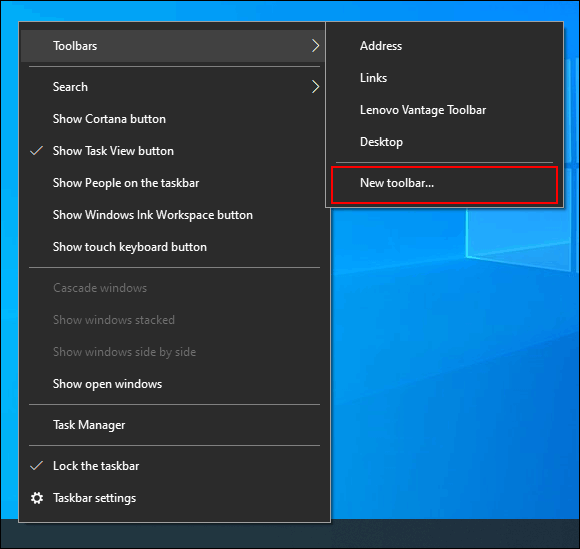 Toolbars
Search
Show Cortana button
Show Task View button
Show People on the taskbar
Show Windows Ink Workspace button
Show touch keyboard button
Cascade windows
Show windows stacked
Show windows side by side
Show open windows
Task Manager
Lock the taskbar
Taskbar settings
Address
Links
Lenovo Vantage Toolbar
Desktop
New toolbar...